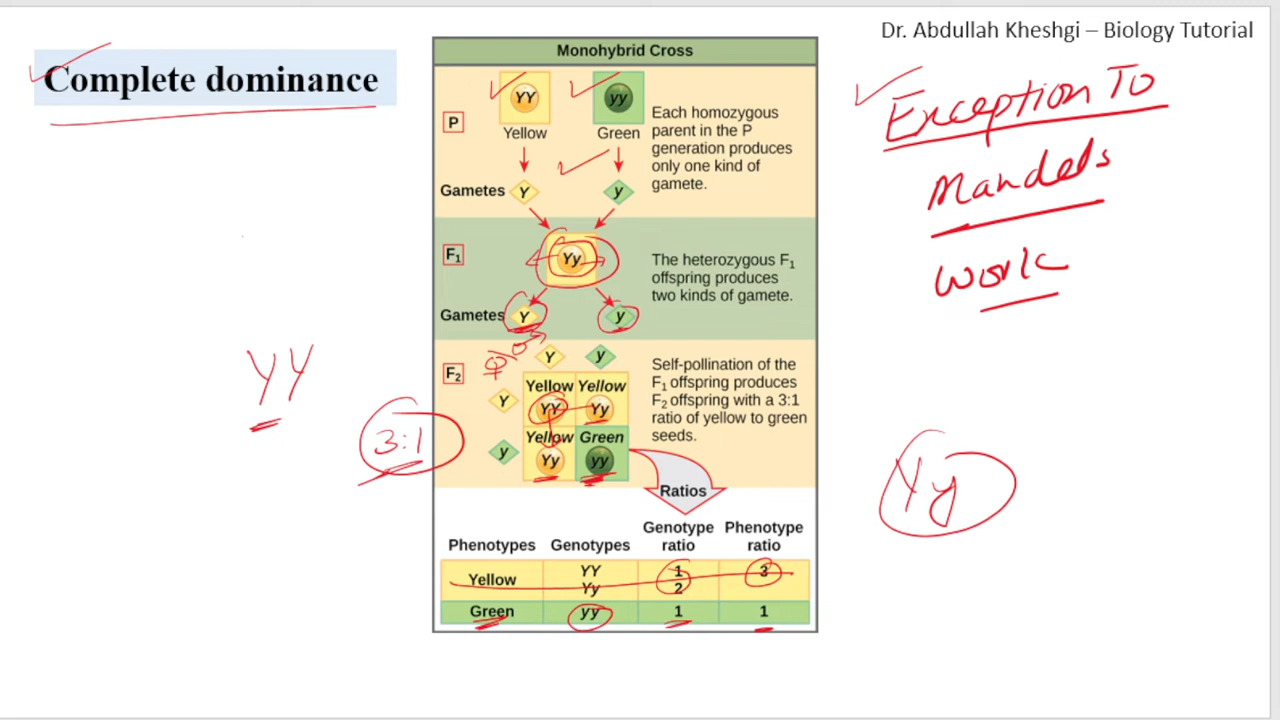 Dr. Abdullah Kheshgi – Biology Tutorial
Complete dominance
Monohybrid Cross
P
YY
yy
Yellow
Green
Each homozygous
parent in the P
generation produces
only one kind of
gamete.
Gametes
Y
y
F1
Yy
The heterozygous F1
offspring produces
two kinds of gamete.
Gametes
Y
y
F2
Y
y
Y
y
Yellow
Yellow
YY
Yy
Yellow
Green
Yy
yy
Self-pollination of the
F1 offspring produces
F2 offspring with a 3:1
ratio of yellow to green
seeds.
Ratios
Phenotypes
Genotypes
Genotype
ratio
Phenotype
ratio
Yellow
YY
1
3
Yy
2
Green
yy
1
1
Exception To
Mandels
work
YY
3:1
Yy